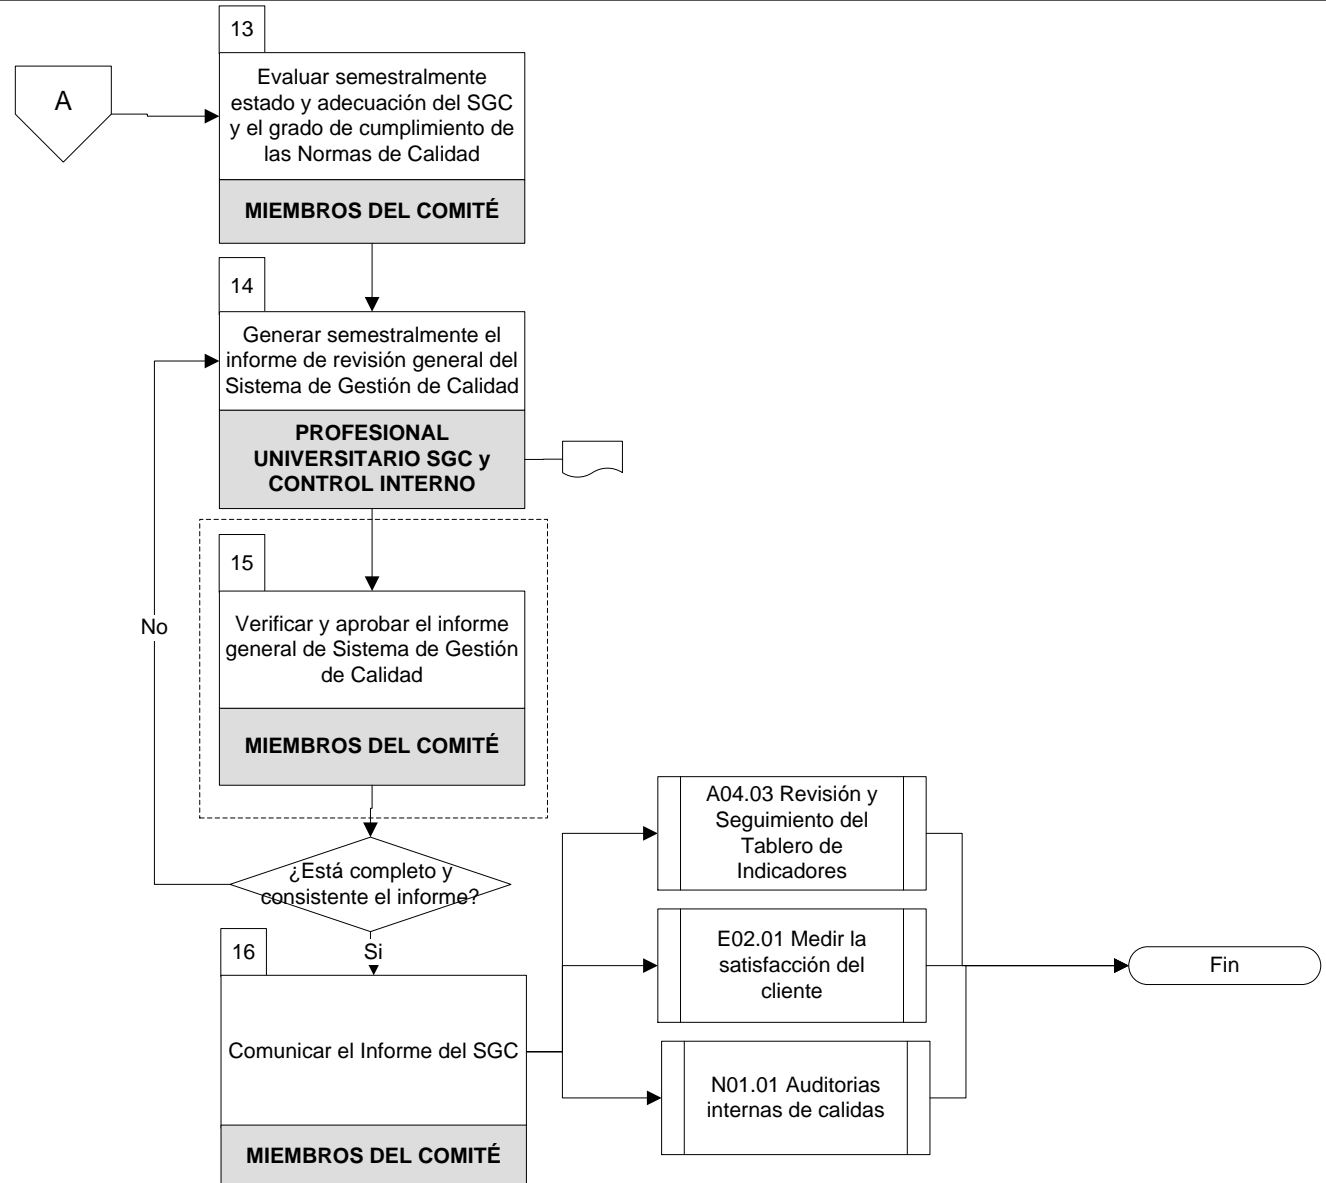 13
A
Evaluar semestralmente
estado y adecuación del SGC
y el grado de cumplimiento de
las Normas de Calidad
MIEMBROS DEL COMITÉ
14
Generar semestralmente el
informe de revisión general del
Sistema de Gestión de Calidad
PROFESIONAL
UNIVERSITARIO SGC y
CONTROL INTERNO
15
Verificar y aprobar el informe
general de Sistema de Gestión
de Calidad
MIEMBROS DEL COMITÉ
No
¿Está completo y
consistente el informe?
Si
16
Comunicar el Informe del SGC
MIEMBROS DEL COMITÉ
A04.03 Revisión y
Seguimiento del
Tablero de
Indicadores
E02.01 Medir la
satisfacción del
cliente
N01.01 Auditorias
internas de calidas
Fin